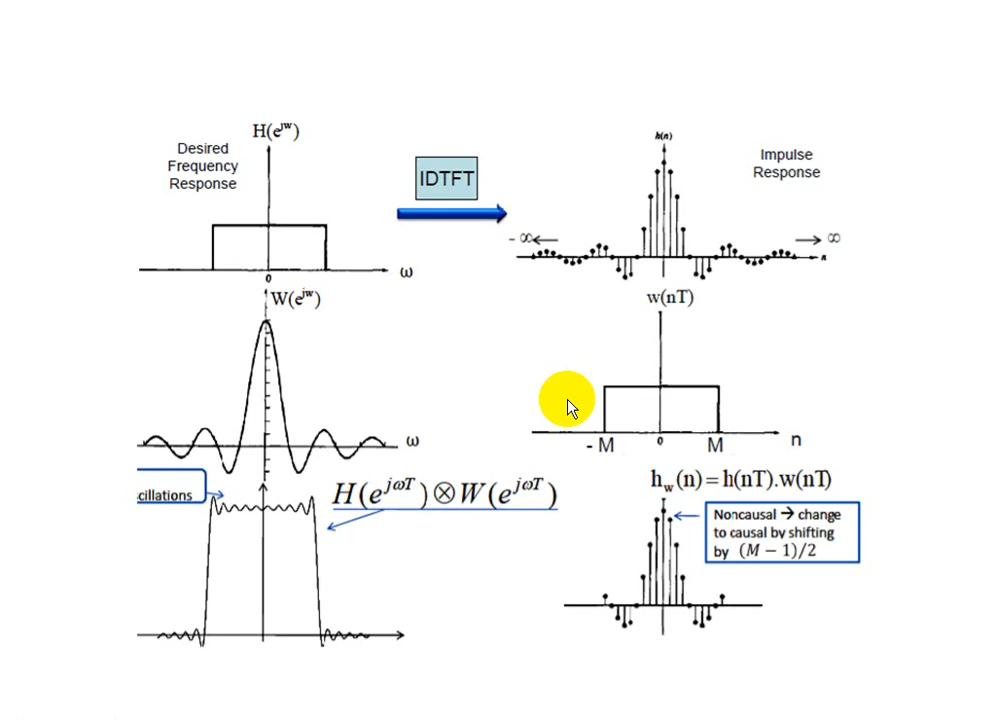 H(e^jw)
Desired
Frequency
Response
IDTFT
h(n)
Impulse
Response
- ∞
∞
n
0
ω
W(e^jw)
w(nT)
ω
- M
0
M
n
cillations
H(e^jωT)⊗W(e^jωT)
h_w(n)=h(nT).w(nT)
Noncausal → change
to causal by shifting
by (M − 1)/2